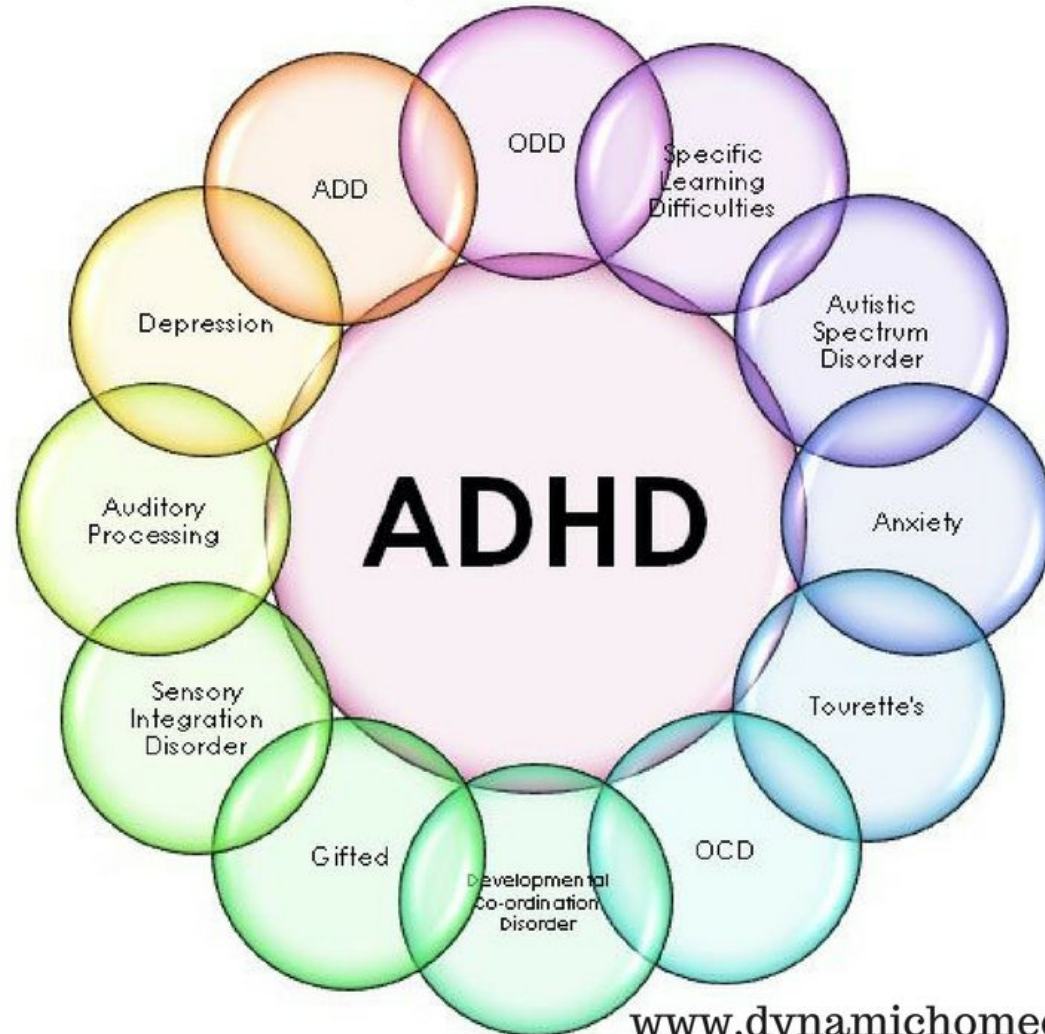 ODD
Specific
Learning
Difficulties
Autistic
Spectrum
Disorder
Anxiety
Tourette's
OCD
Developmental
Co-ordination
Disorder
Gifted
Sensory
Integration
Disorder
Auditory
Processing
Depression
ADD
ADHD